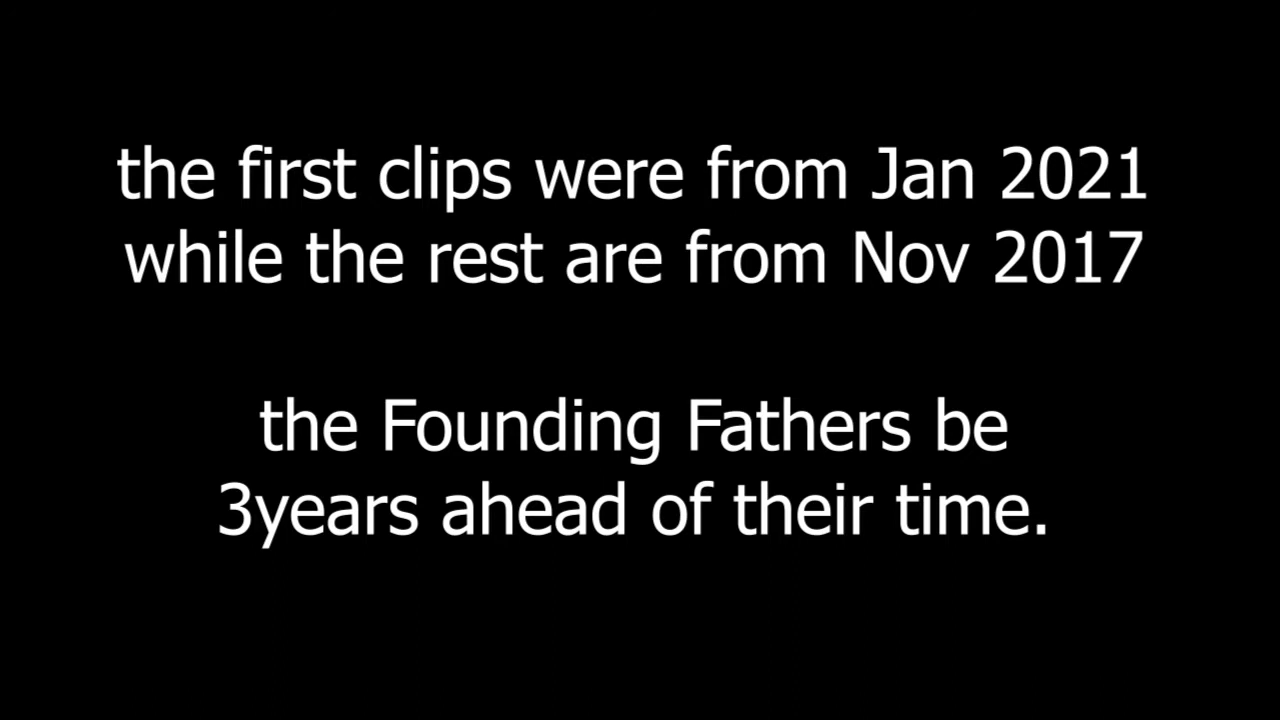 the first clips were from Jan 2021
while the rest are from Nov 2017
the Founding Fathers be
3years ahead of their time.